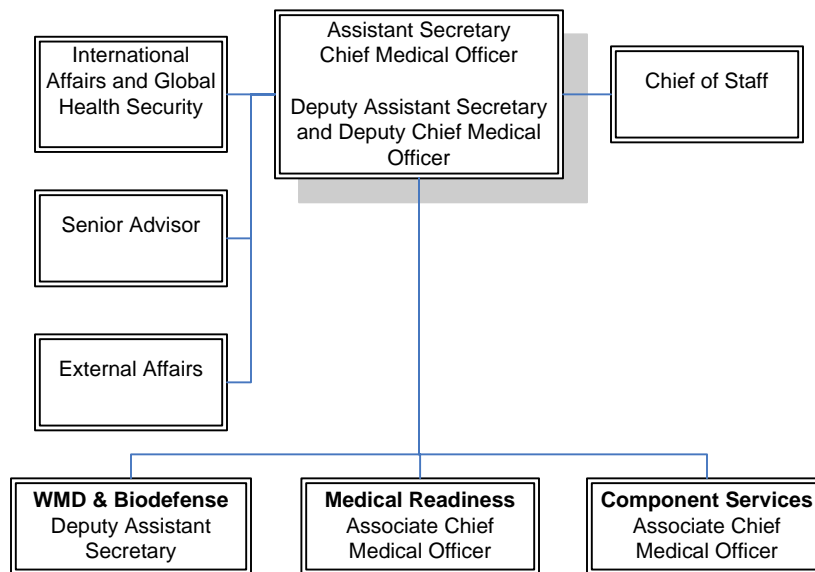 International
Affairs and Global
Health Security
Assistant Secretary
Chief Medical Officer
Deputy Assistant Secretary
and Deputy Chief Medical
Officer
Chief of Staff
Senior Advisor
External Affairs
WMD & Biodefense
Deputy Assistant
Secretary
Medical Readiness
Associate Chief
Medical Officer
Component Services
Associate Chief
Medical Officer